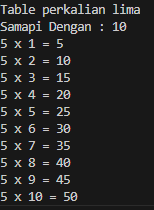 Table perkalian lima
Samapi Dengan : 10
5 x 1 = 5
5 x 2 = 10
5 x 3 = 15
5 x 4 = 20
5 x 5 = 25
5 x 6 = 30
5 x 7 = 35
5 x 8 = 40
5 x 9 = 45
5 x 10 = 50